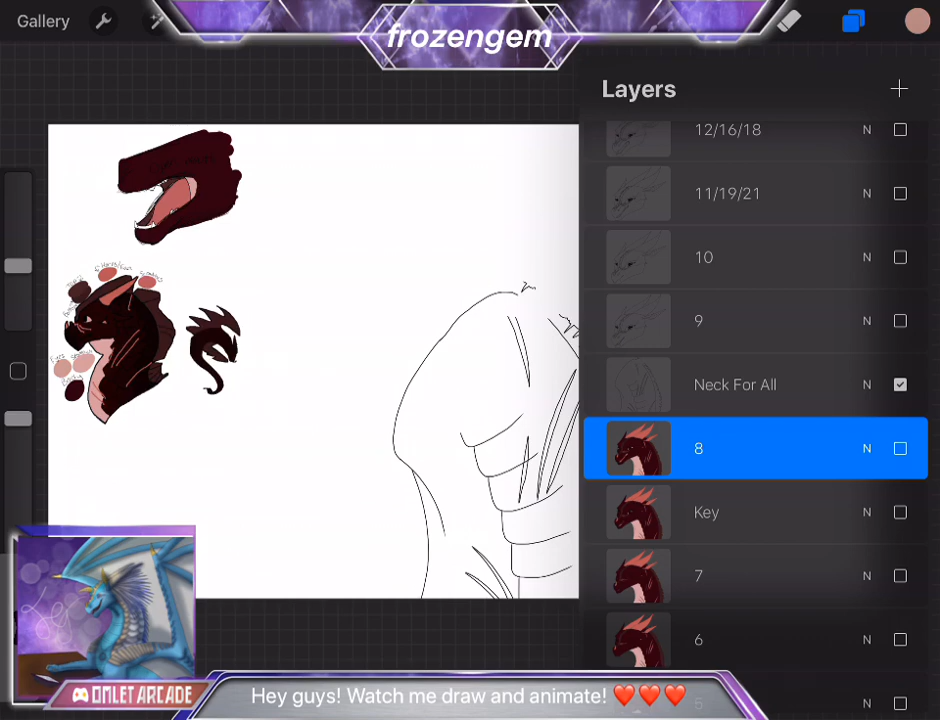 Gallery
frozengem
Layers
12/16/18
N
11/19/21
N
10
N
9
N
Neck For All
N
8
N
Key
N
7
N
6
N
5
OMLET ARCADE
Hey guys! Watch me draw and animate! ❤️❤️❤️